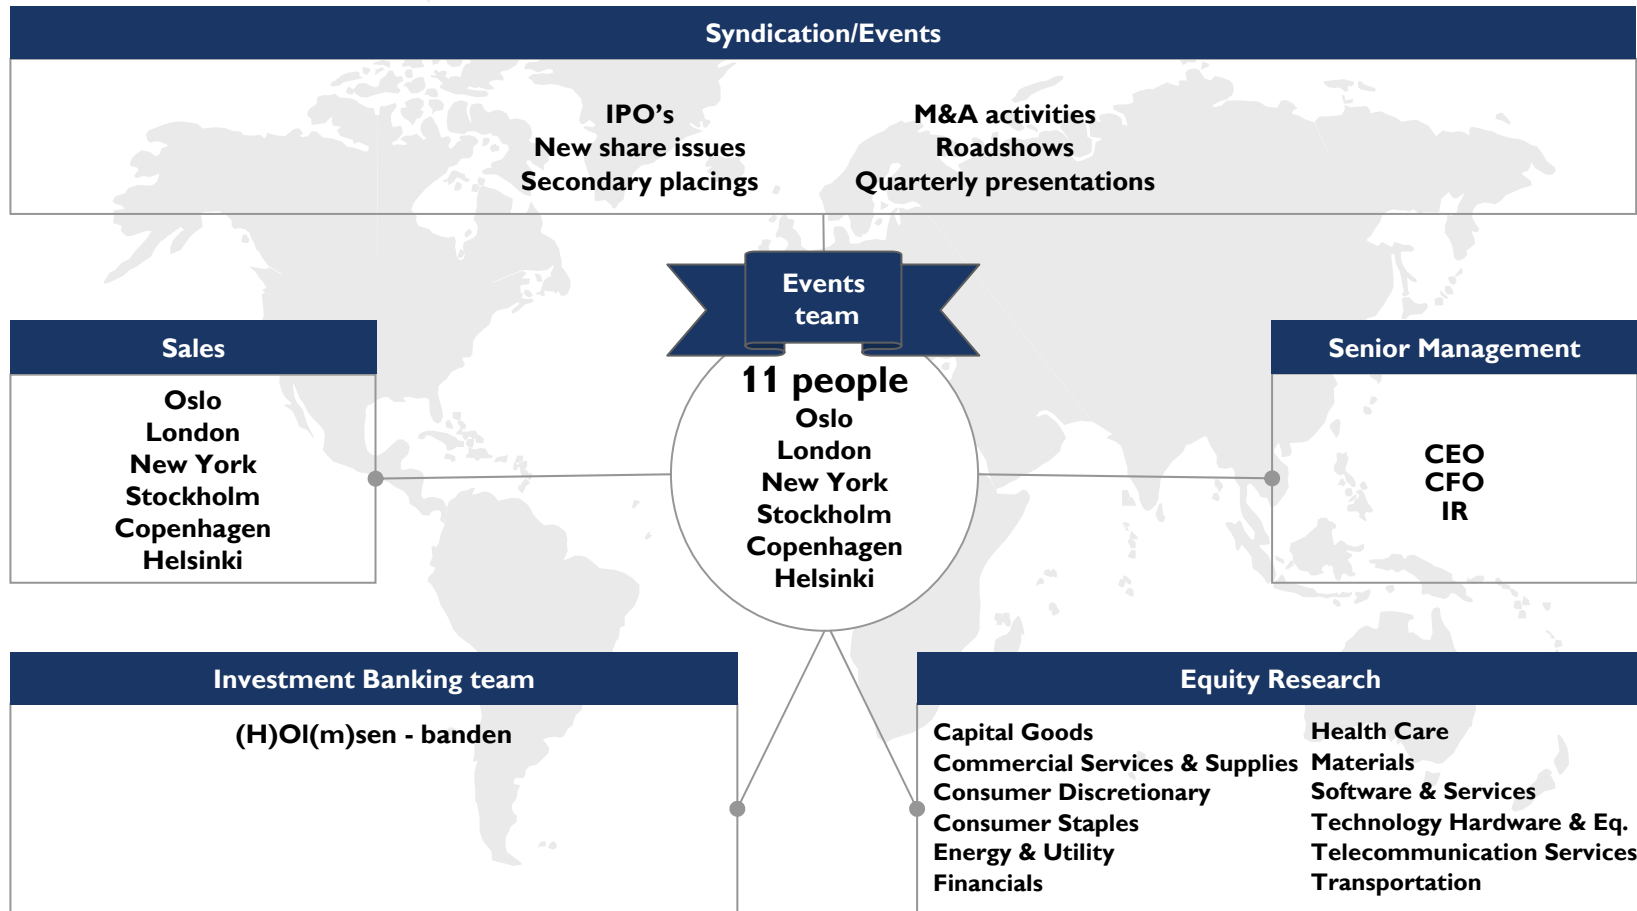 Syndication/Events
IPO’s
New share issues
Secondary placings
M&A activities
Roadshows
Quarterly presentations
Events
team
11 people
Oslo
London
New York
Stockholm
Copenhagen
Helsinki
Sales
Oslo
London
New York
Stockholm
Copenhagen
Helsinki
Senior Management
CEO
CFO
IR
Investment Banking team
(H)Ol(m)sen - banden
Equity Research
Capital Goods
Commercial Services & Supplies
Consumer Discretionary
Consumer Staples
Energy & Utility
Financials
Health Care
Materials
Software & Services
Technology Hardware & Eq.
Telecommunication Services
Transportation